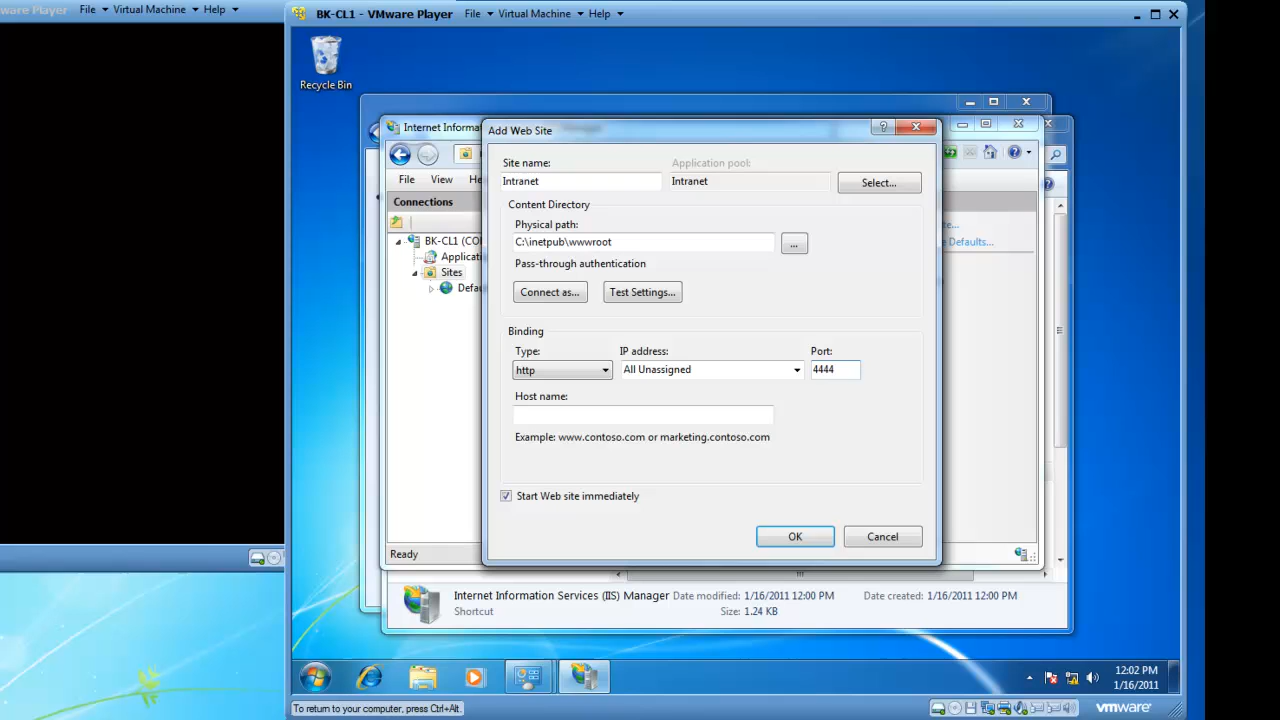 ware Player File Virtual Machine Help
BK-CL1 - VMware Player File Virtual Machine Help
Recycle Bin
Internet Informa
Add Web Site
File View He
Connections
BK-CL1 (CO
Applicati
Sites
Defau
Ready
Site name:
Application pool:
Intranet
Intranet
Select...
Content Directory
Physical path:
C:\inetpub\wwwroot
...
Pass-through authentication
Connect as...
Test Settings...
Binding
Type:
IP address:
Port:
http
All Unassigned
4444
Host name:
Example: www.contoso.com or marketing.contoso.com
Start Web site immediately
OK
Cancel
te...
e Defaults...
Internet Information Services (IIS) Manager Date modified: 1/16/2011 12:00 PM Date created: 1/16/2011 12:00 PM
Shortcut Size: 1.24 KB
12:02 PM
1/16/2011
To return to your computer, press Ctrl+Alt.
vmware